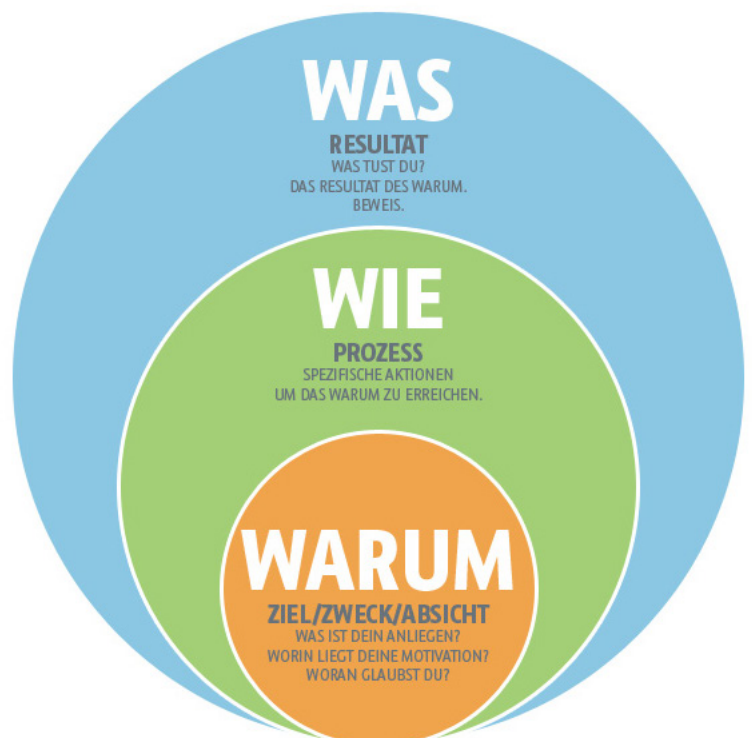 WAS
RESULTAT
WAS TUST DU?
DAS RESULTAT DES WARUM.
BEWEIS.
WIE
PROZESS
SPEZIFISCHE AKTIONEN
UM DAS WARUM ZU ERREICHEN.
WARUM
ZIEL/ZWECK/ABSICHT
WAS IST DEIN ANLIEGEN?
WORIN LIEGT DEINE MOTIVATION?
WORAN GLAUBST DU?